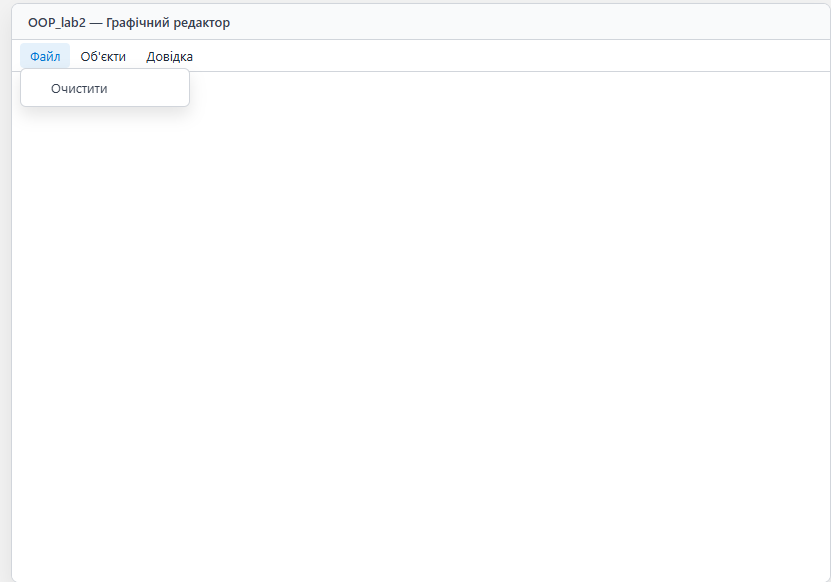 OOP_lab2 — Графічний редактор
Файл Об'єкти Довідка
Очистити